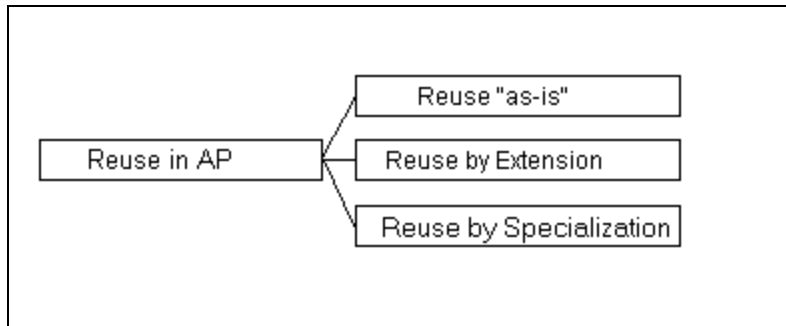 Reuse "as-is"
Reuse in AP
Reuse by Extension
Reuse by Specialization